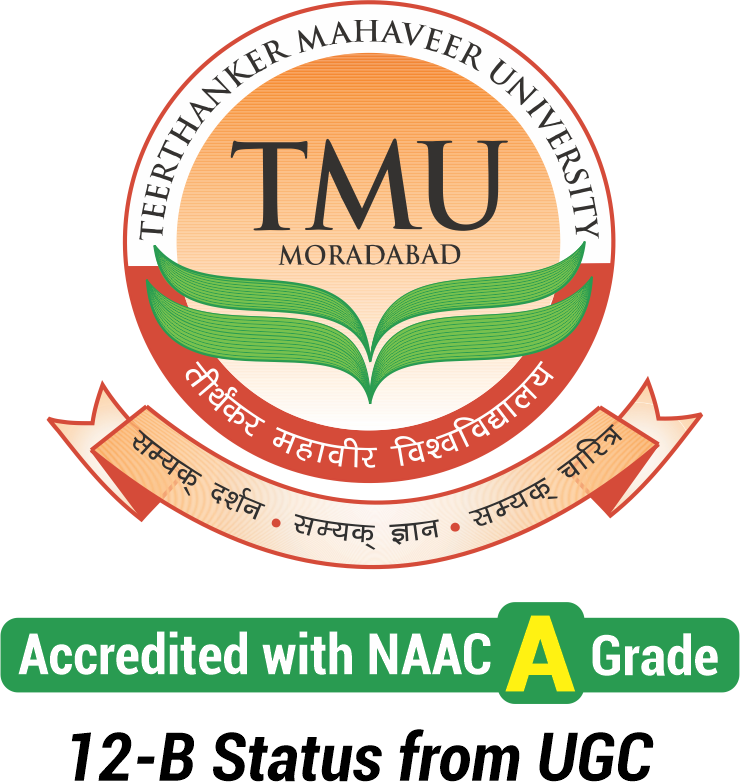 TEERTHANKER MAHAVEER UNIVERSITY
TMU
MORADABAD
तीर्थंकर महावीर विश्वविद्यालय
सम्यक् दर्शन • सम्यक् ज्ञान • सम्यक् चारित्र
Accredited with NAAC A Grade
12-B Status from UGC